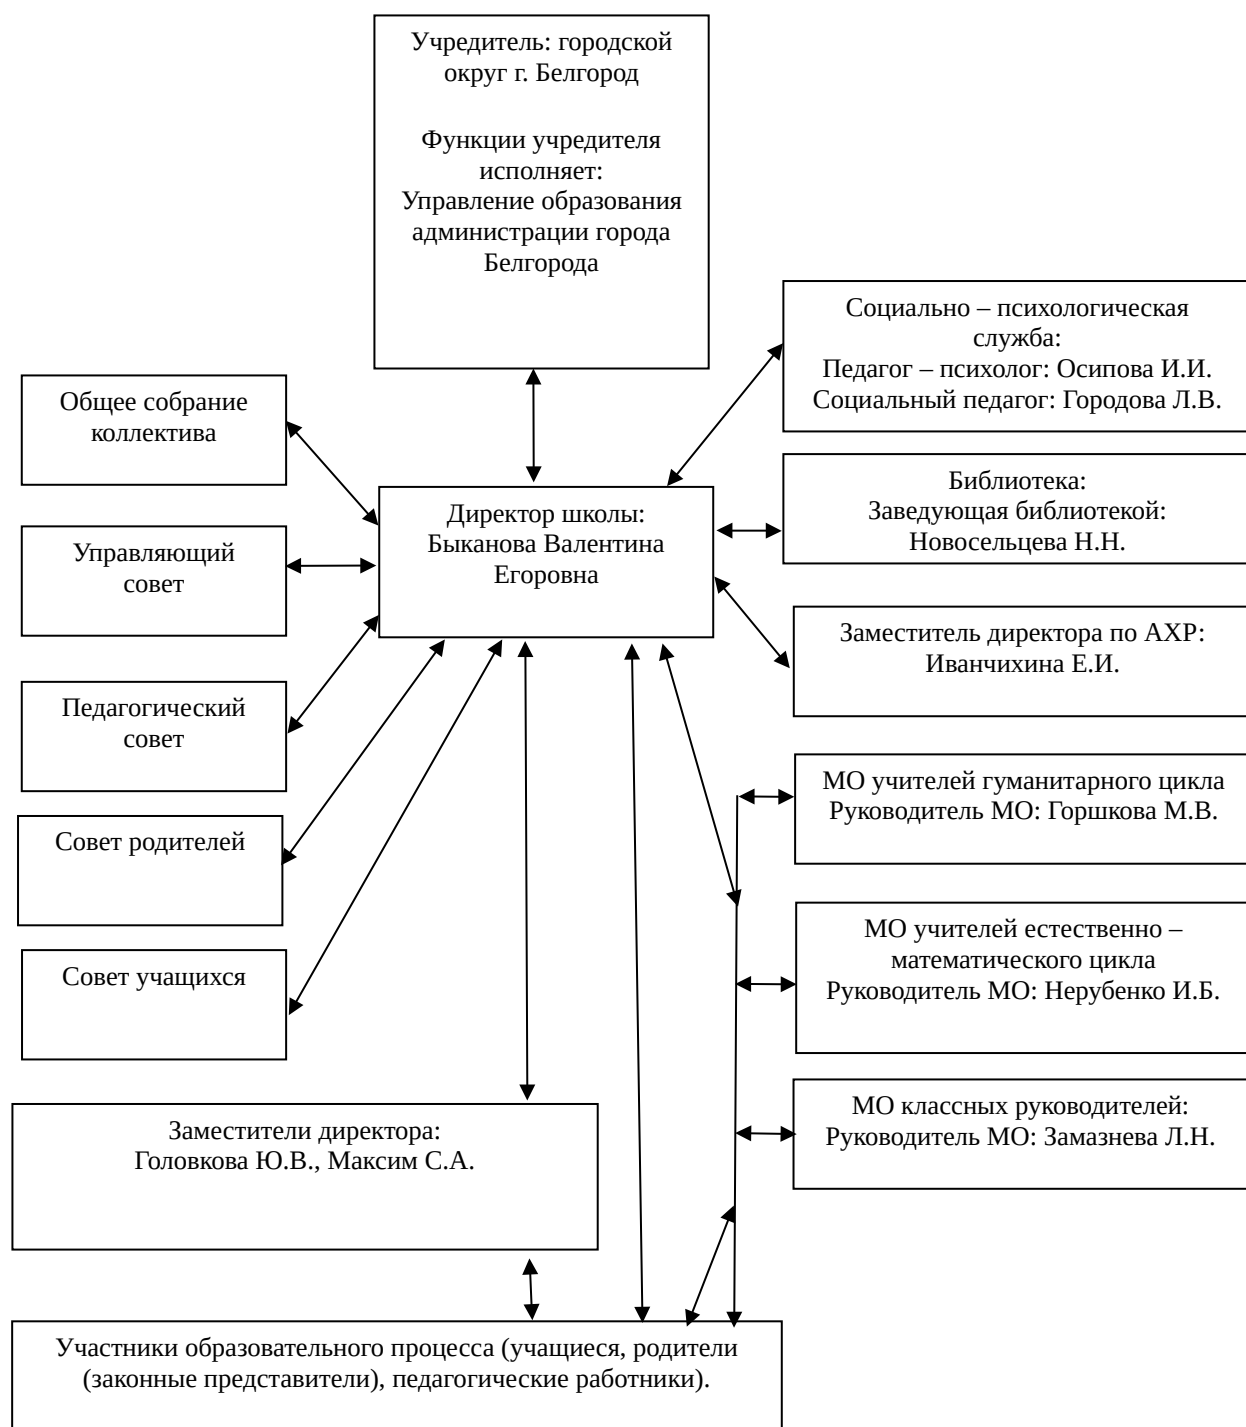 Учредитель: городской
округ г. Белгород
Функции учредителя
исполняет:
Управление образования
администрации города
Белгорода
Социально – психологическая
служба:
Педагог – психолог: Осипова И.И.
Социальный педагог: Городова Л.В.
Общее собрание
коллектива
Библиотека:
Заведующая библиотекой:
Новосельцева Н.Н.
Директор школы:
Быканова Валентина
Егоровна
Управляющий
совет
Заместитель директора по АХР:
Иванчихина Е.И.
Педагогический
совет
МО учителей гуманитарного цикла
Руководитель МО: Горшкова М.В.
Совет родителей
МО учителей естественно –
математического цикла
Руководитель МО: Нерубенко И.Б.
Совет учащихся
МО классных руководителей:
Руководитель МО: Замазнева Л.Н.
Заместители директора:
Головкова Ю.В., Максим С.А.
Участники образовательного процесса (учащиеся, родители
(законные представители), педагогические работники).